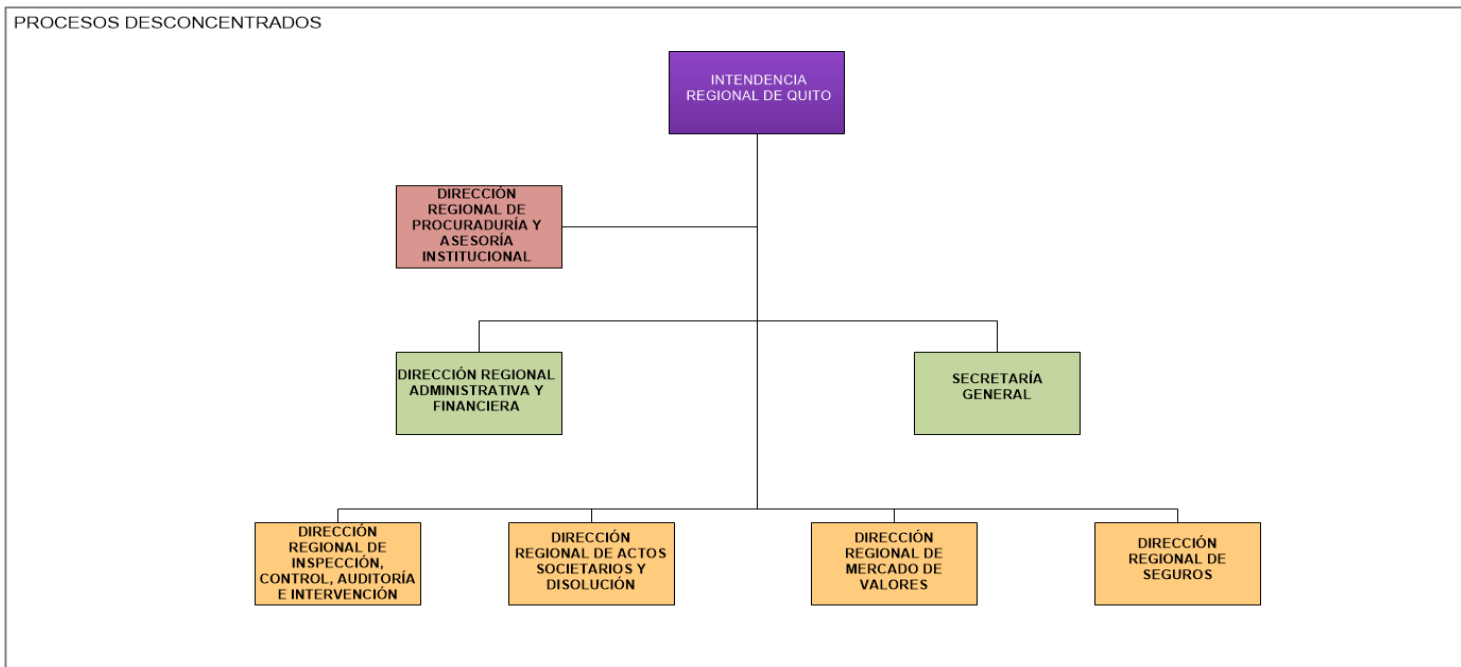 PROCESOS DESCONCENTRADOS
INTENDENCIA
REGIONAL DE QUITO
DIRECCIÓN
REGIONAL DE
PROCURADURÍA Y
ASESORÍA
INSTITUCIONAL
DIRECCIÓN REGIONAL
ADMINISTRATIVA Y
FINANCIERA
SECRETARÍA
GENERAL
DIRECCIÓN
REGIONAL DE
INSPECCIÓN,
CONTROL, AUDITORÍA
E INTERVENCIÓN
DIRECCIÓN
REGIONAL DE ACTOS
SOCIETARIOS Y
DISOLUCIÓN
DIRECCIÓN
REGIONAL DE
MERCADO DE
VALORES
DIRECCIÓN
REGIONAL DE
SEGUROS